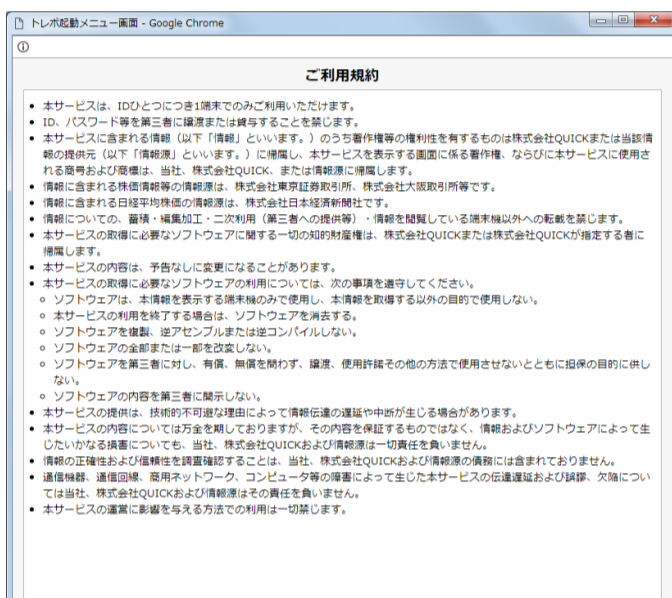 トレボ起動メニュー画面 - Google Chrome
ご利用規約
本サービスは、IDひとつにつき1端末でのみご利用いただけます。
ID、パスワード等を第三者に譲渡または貸与することを禁じます。
本サービスに含まれる情報（以下「情報」といいます。）のうち著作権等の権利性を有するものは株式会社QUICKまたは当該情
報の提供元（以下「情報源」といいます。）に帰属し、本サービスを表示する画面に係る著作権、ならびに本サービスに使用さ
れる商号および商標は、当社、株式会社QUICK、または情報源に帰属します。
情報に含まれる株価情報等の情報源は、株式会社東京証券取引所、株式会社大阪取引所等です。
情報に含まれる日経平均株価の情報源は、株式会社日本経済新聞社です。
情報についての、蓄積・編集加工・二次利用（第三者への提供等）・情報を閲覧している端末機以外への転載を禁じます。
本サービスの取得に必要なソフトウェアに関する一切の知的財産権は、株式会社QUICKまたは株式会社QUICKが指定する者に
帰属します。
本サービスの内容は、予告なしに変更になることがあります。
本サービスの取得に必要なソフトウェアの利用については、次の事項を遵守してください。
ソフトウェアは、本情報を表示する端末機のみで使用し、本情報を取得する以外の目的で使用しない。
本サービスの利用を終了する場合は、ソフトウェアを消去する。
ソフトウェアを複製、逆アセンブルまたは逆コンパイルしない。
ソフトウェアの全部または一部を改変しない。
ソフトウェアを第三者に対し、有償、無償を問わず、譲渡、使用許諾その他の方法で使用させないとともに担保の目的に供し
ない。
ソフトウェアの内容を第三者に開示しない。
本サービスの提供は、技術的不可避な理由によって情報伝達の遅延や中断が生じる場合があります。
本サービスの内容については万全を期しておりますが、その内容を保証するものではなく、情報およびソフトウェアによって生
じたいかなる損害についても、当社、株式会社QUICKおよび情報源は一切責任を負いません。
情報の正確性および信頼性を調査確認することは、当社、株式会社QUICKおよび情報源の債務には含まれておりません。
通信機器、通信回線、商用ネットワーク、コンピュータ等の障害によって生じた本サービスの伝達遅延および誤謬、欠陥につい
ては当社、株式会社QUICKおよび情報源はその責任を負いません。
本サービスの運営に影響を与える方法での利用は一切禁じます。